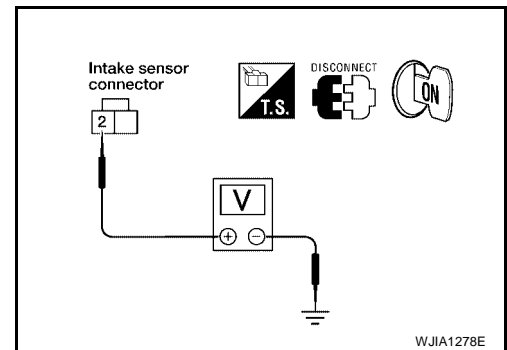 Intake sensor
connector
2
T.S.
DISCONNECT
ON
V
+
−
WJIA1278E